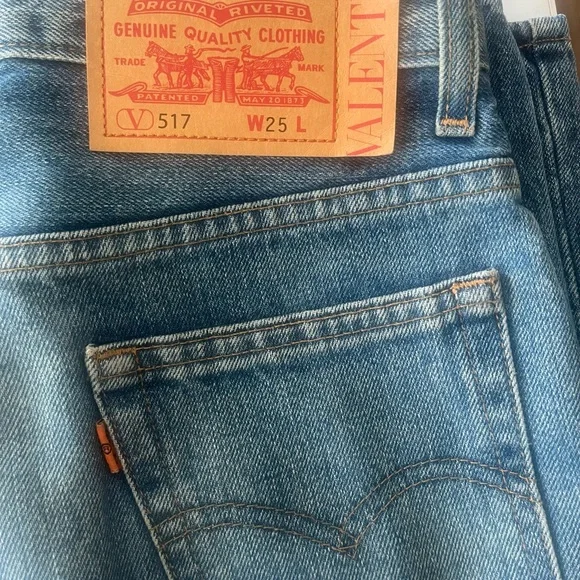 ORIGINAL RIVETED
GENUINE QUALITY CLOTHING
TRADE MARK
PATENTED MAY 20 1873
V 517 W25 L
VALENT
®